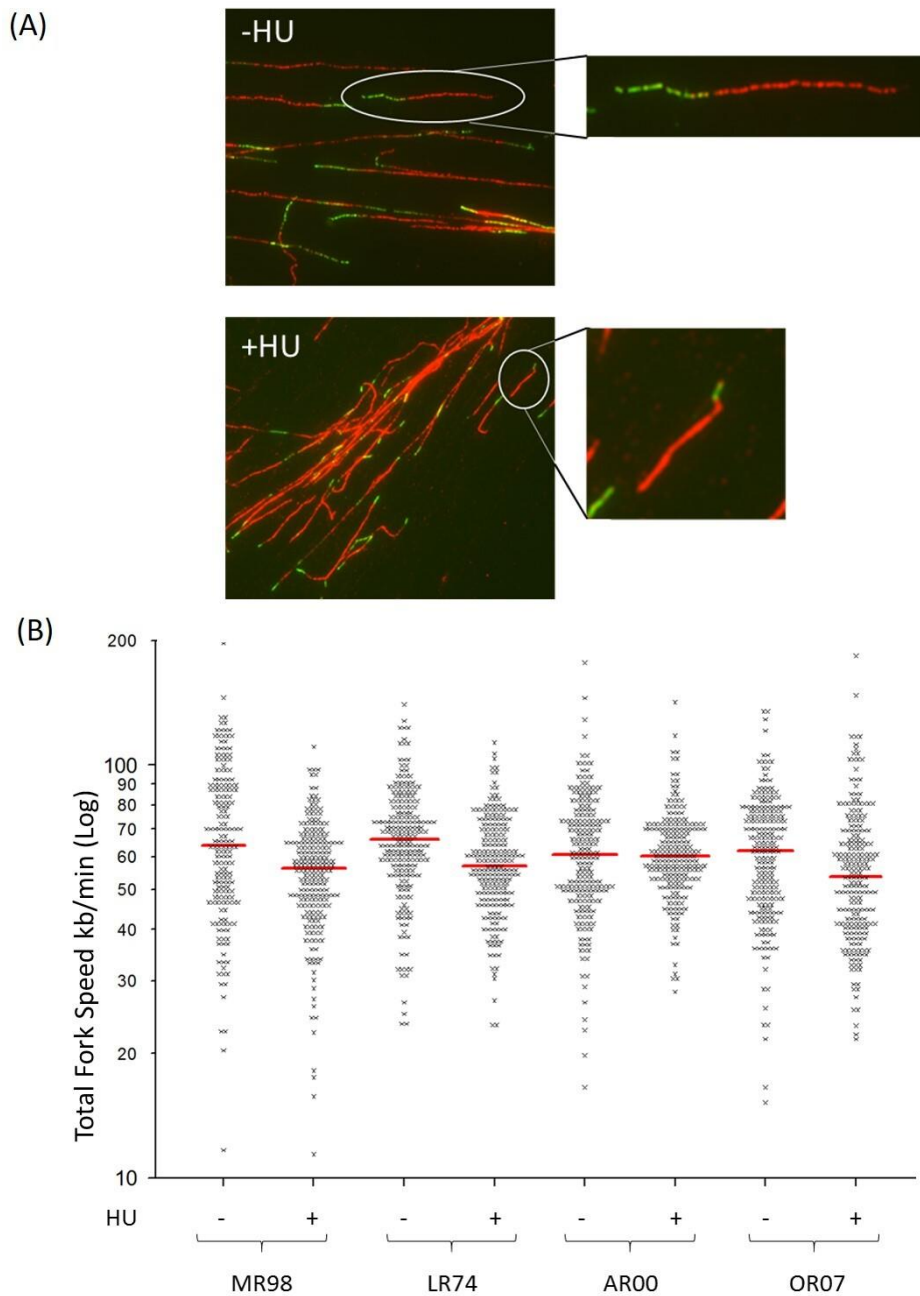 (A)
-HU
+HU
(B)
Total Fork Speed kb/min (Log)
200
100
90
80
70
60
50
40
30
20
10
HU - + - + - + - +
MR98 LR74 AR00 OR07